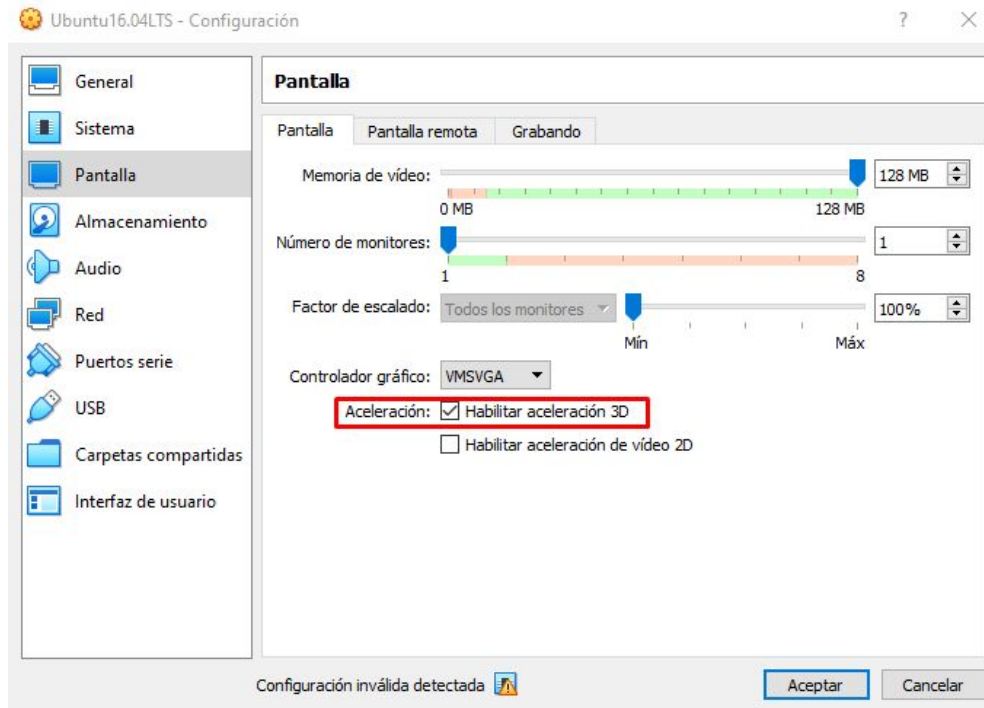 Ubuntu16.04LTS - Configuración ? ×
General
Sistema
Pantalla
Almacenamiento
Audio
Red
Puertos serie
USB
Carpetas compartidas
Interfaz de usuario
Pantalla
Pantalla Pantalla remota Grabando
Memoria de vídeo: 128 MB
0 MB 128 MB
Número de monitores: 1
1 8
Factor de escalado: Todos los monitores 100%
Mín Máx
Controlador gráfico: VMSVGA
Aceleración: Habilitar aceleración 3D
Habilitar aceleración de vídeo 2D
Configuración inválida detectada Aceptar Cancelar